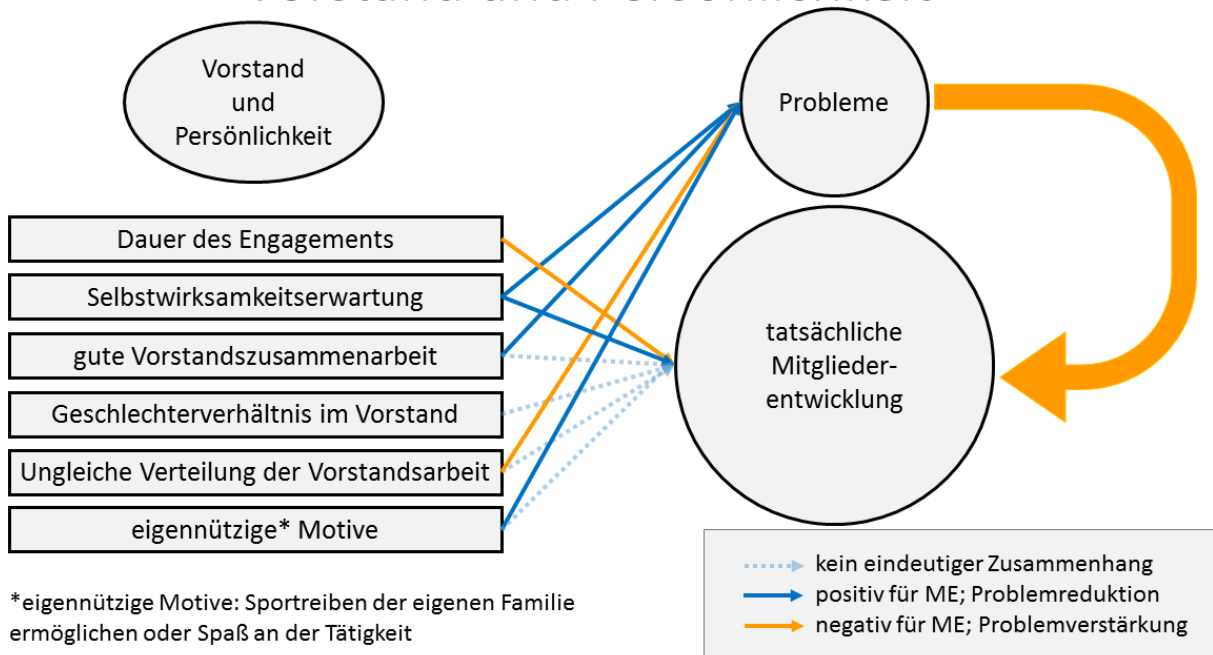 Vorstand
und
Persönlichkeit
Probleme
Dauer des Engagements
Selbstwirksamkeitserwartung
gute Vorstandszusammenarbeit
Geschlechterverhältnis im Vorstand
Ungleiche Verteilung der Vorstandsarbeit
eigennützige* Motive
tatsächliche
Mitglieder-
entwicklung
*eigennützige Motive: Sportreiben der eigenen Familie
ermöglichen oder Spaß an der Tätigkeit
kein eindeutiger Zusammenhang
positiv für ME; Problemreduktion
negativ für ME; Problemverstärkung